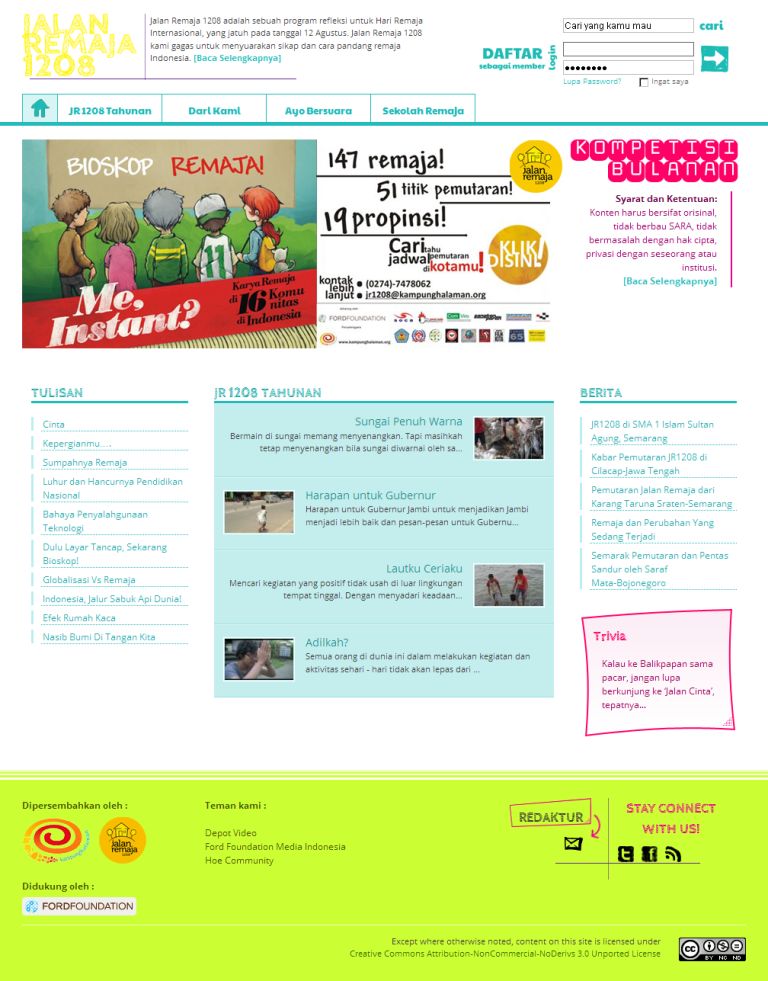 JALAN
REMAJA
1208
Jalan Remaja 1208 adalah sebuah program refleksi untuk Hari Remaja
Internasional, yang jatuh pada tanggal 12 Agustus. Jalan Remaja 1208
kami gagas untuk menyuarakan sikap dan cara pandang remaja
Indonesia. [Baca Selengkapnya]
Cari yang kamu mau
cari
DAFTAR
sebagai member
Login
Lupa Password?
Ingat saya
JR 1208 Tahunan
Dari Kami
Ayo Bersuara
Sekolah Remaja
BIOSKOP REMAJA!
Me,
Instant?
Karya Remaja
di 16 Komu
nitas
di Indonesia
147 remaja!
51 titik pemutaran!
19 propinsi!
Cari tahu
jadwal pemutaran
di kotamu!
KLIK
DISINI!
Jalan
remaja
1208
kontak
lebih
lanjut
: (0274)-7478062
: jr1208@kampunghalaman.org
FORDFOUNDATION
www.kampunghalaman.org
KOMPETISI
BULANAN
Syarat dan Ketentuan:
Konten harus bersifat orisinal,
tidak berbau SARA, tidak
bermasalah dengan hak cipta,
privasi dengan seseorang atau
institusi.
[Baca Selengkapnya]
TULISAN
Cinta
Kepergianmu.....
Sumpahnya Remaja
Luhur dan Hancurnya Pendidikan
Nasional
Bahaya Penyalahgunaan
Teknologi
Dulu Layar Tancap, Sekarang
Bioskop!
Globalisasi Vs Remaja
Indonesia, Jalur Sabuk Api Dunia!
Efek Rumah Kaca
Nasib Bumi Di Tangan Kita
JR 1208 TAHUNAN
Sungai Penuh Warna
Bermain di sungai memang menyenangkan. Tapi masihkah
tetap menyenangkan bila sungai diwarnai oleh sa...
Harapan untuk Gubernur
Harapan untuk Gubernur Jambi untuk menjadikan Jambi
menjadi lebih baik dan pesan-pesan untuk Gubernu...
Lautku Ceriaku
Mencari kegiatan yang positif tidak usah di luar lingkungan
tempat tinggal. Dengan menyadari keadaan...
Adilkah?
Semua orang di dunia ini dalam melakukan kegiatan dan
aktivitas sehari - hari tidak akan lepas dari ...
BERITA
JR1208 di SMA 1 Islam Sultan
Agung, Semarang
Kabar Pemutaran JR1208 di
Cilacap-Jawa Tengah
Pemutaran Jalan Remaja dari
Karang Taruna Sraten-Semarang
Remaja dan Perubahan Yang
Sedang Terjadi
Semarak Pemutaran dan Pentas
Sandur oleh Saraf
Mata-Bojonegoro
Trivia
Kalau ke Balikpapan sama
pacar, jangan lupa
berkunjung ke 'Jalan Cinta',
tepatnya...
Dipersembahkan oleh :
kampunghalaman
Jalan
remaja
1208
Didukung oleh :
FORDFOUNDATION
Teman kami :
Depot Video
Ford Foundation Media Indonesia
Hoe Community
REDAKTUR
STAY CONNECT
WITH US!
Except where otherwise noted, content on this site is licensed under
Creative Commons Attribution-NonCommercial-NoDerivs 3.0 Unported License
CC
BY NC ND